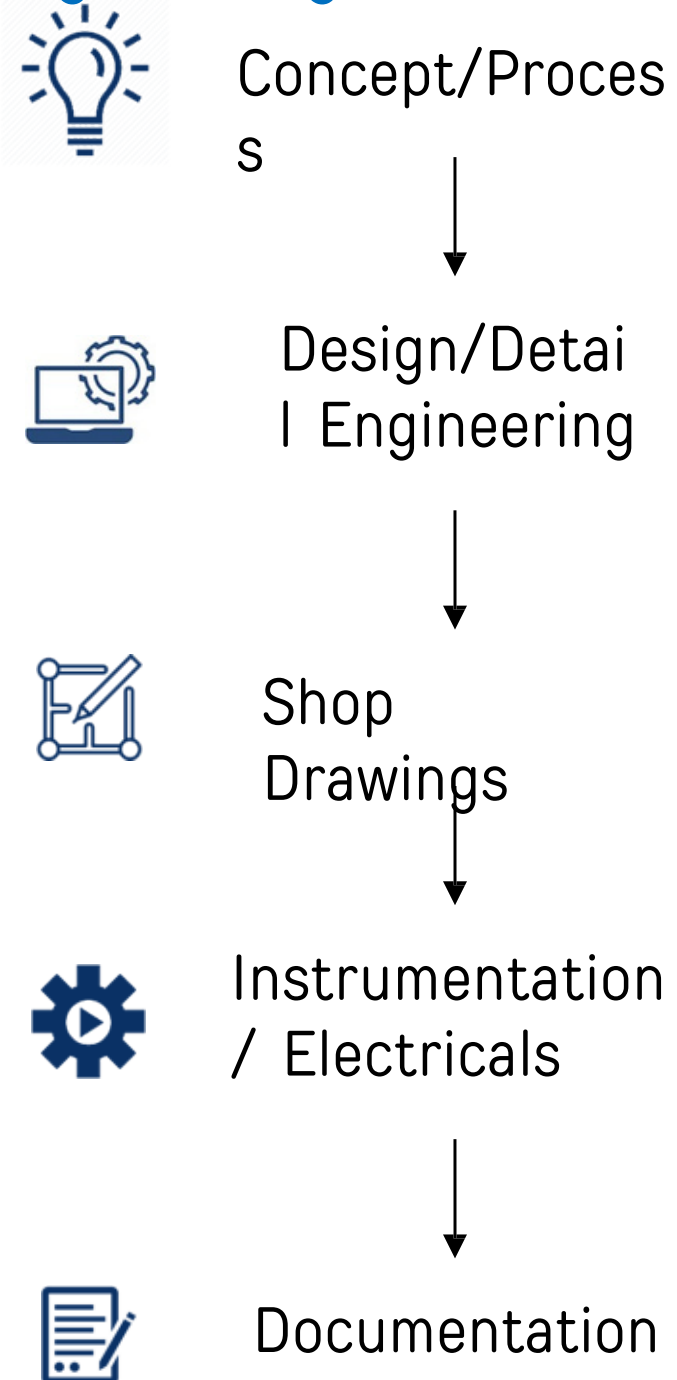 Concept/Proces
s
Design/Detai
l Engineering
Shop
Drawings
Instrumentation
/ Electricals
Documentation